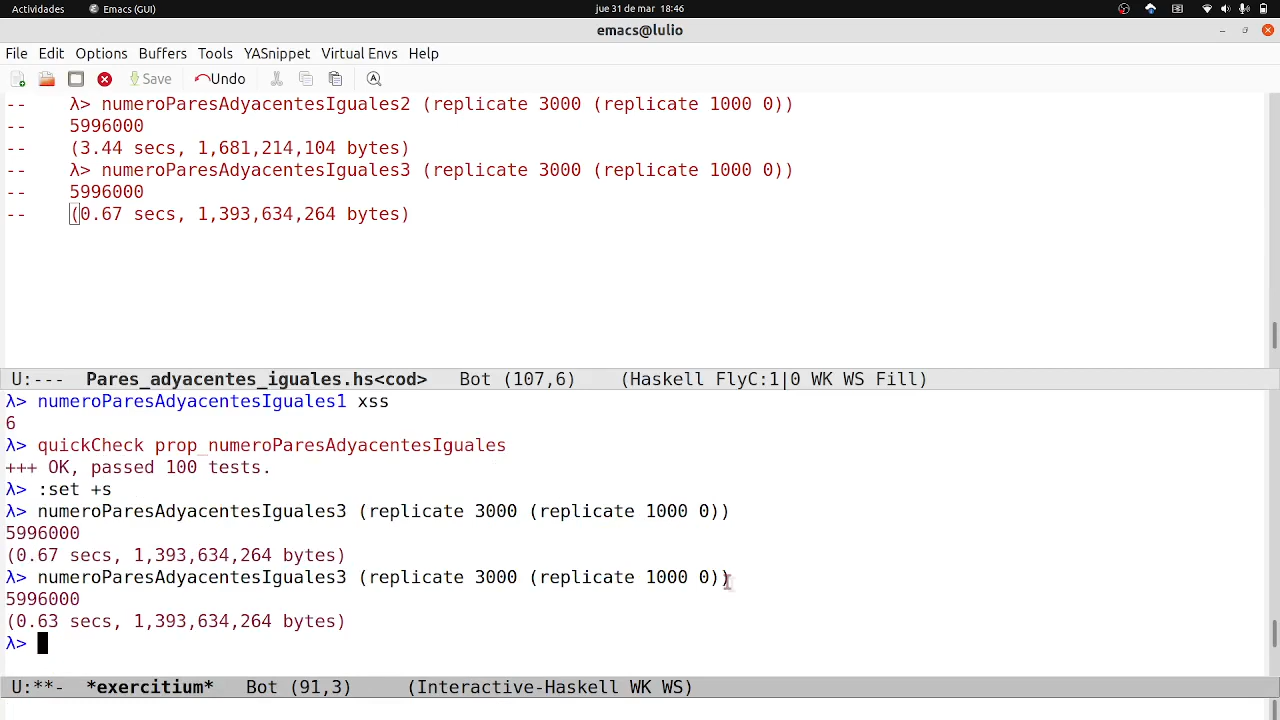 Actividades Emacs (GUI) jue 31 de mar 18:46
emacs@lulio
File Edit Options Buffers Tools YASnippet Virtual Envs Help
Save Undo
-- λ> numeroParesAdyacentesIguales2 (replicate 3000 (replicate 1000 0))
-- 5996000
-- (3.44 secs, 1,681,214,104 bytes)
-- λ> numeroParesAdyacentesIguales3 (replicate 3000 (replicate 1000 0))
-- 5996000
-- (0.67 secs, 1,393,634,264 bytes)
U:--- Pares_adyacentes_iguales.hs<cod> Bot (107,6) (Haskell FlyC:1|0 WK WS Fill)
λ> numeroParesAdyacentesIguales1 xss
6
λ> quickCheck prop_numeroParesAdyacentesIguales
+++ OK, passed 100 tests.
λ> :set +s
λ> numeroParesAdyacentesIguales3 (replicate 3000 (replicate 1000 0))
5996000
(0.67 secs, 1,393,634,264 bytes)
λ> numeroParesAdyacentesIguales3 (replicate 3000 (replicate 1000 0))
5996000
(0.63 secs, 1,393,634,264 bytes)
λ>
U:**- *exercitium* Bot (91,3) (Interactive-Haskell WK WS)